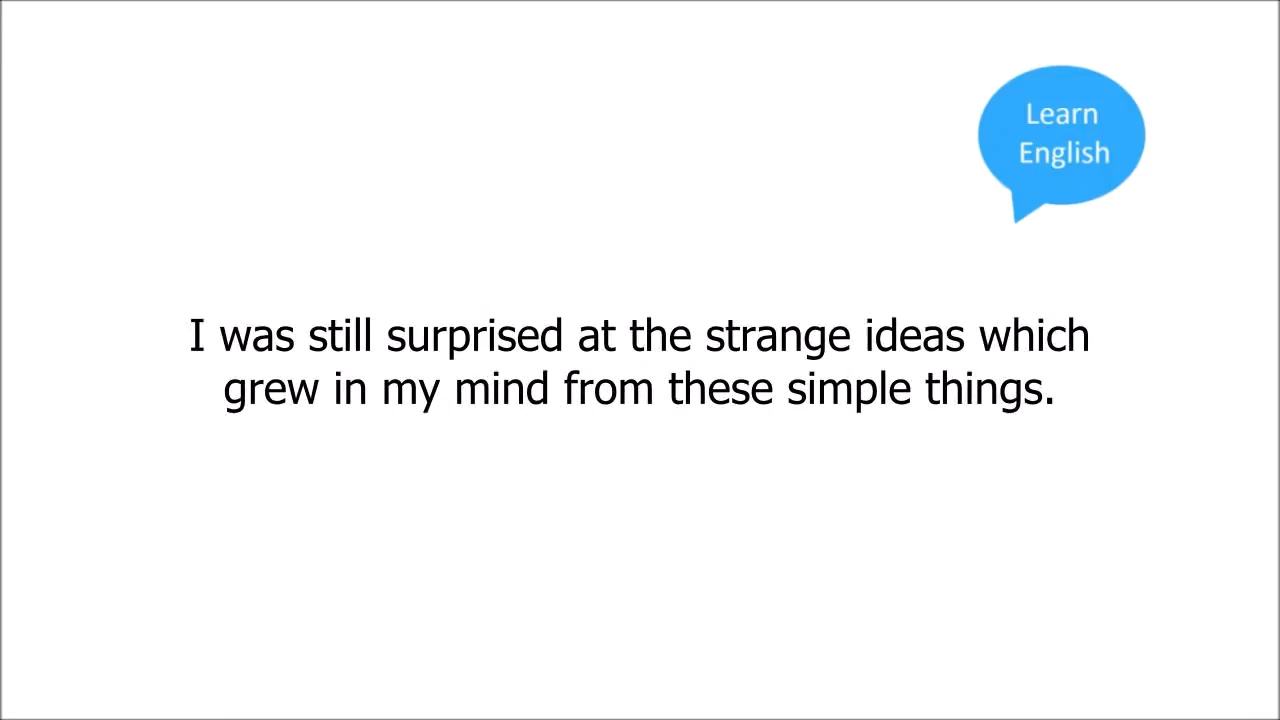 Learn
English
I was still surprised at the strange ideas which
grew in my mind from these simple things.